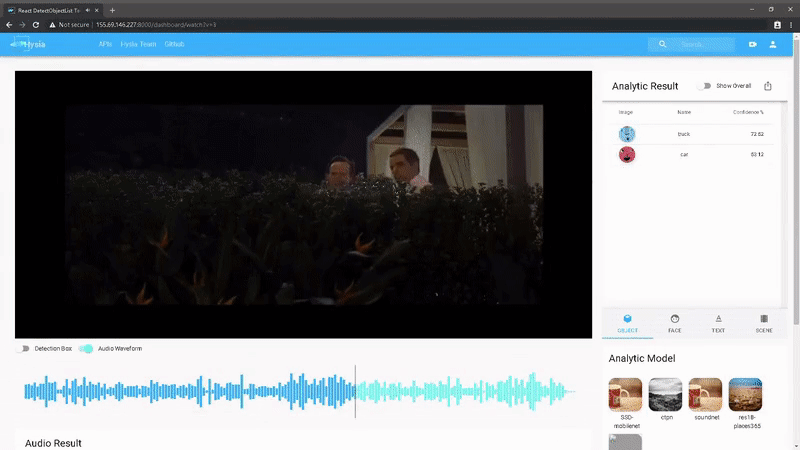 React DetectObjectList T
Not secure | 155.69.146.227:8000/dashboard/watch?v=
Hysia
APIs Hysia Team Github
Search
Analytic Result
Show Overall
Image Name Confidence %
truck 72.52
car 53.12
OBJECT FACE TEXT SCENE
Detection Box Audio Waveform
Analytic Model
SSD-
mobilenet
ctpn
soundnet
res18-
places365
Audio Result